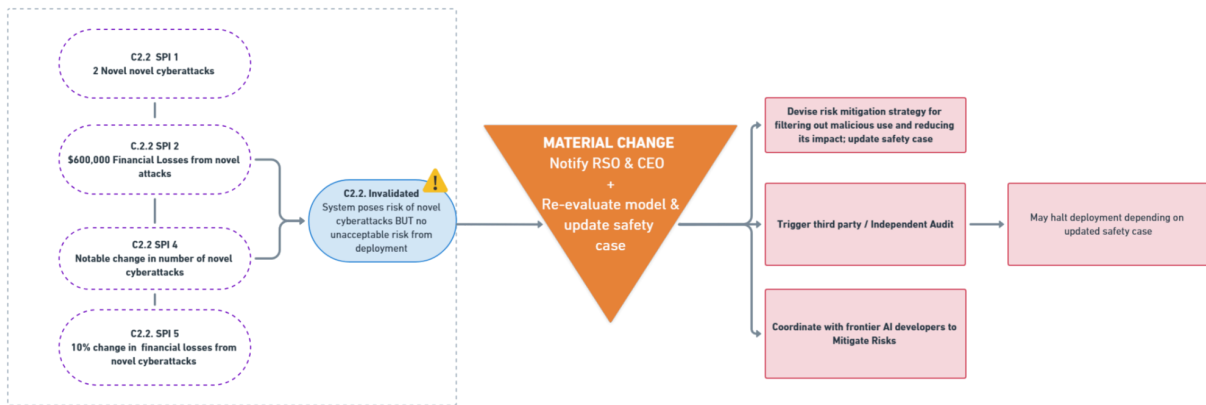 C2.2 SPI 1
2 Novel novel cyberattacks
C.2.2 SPI 2
$600,000 Financial Losses from novel
attacks
C2.2 SPI 4
Notable change in number of novel
cyberattacks
C2.2. SPI 5
10% change in financial losses from
novel cyberattacks
C2.2. Invalidated
System poses risk of novel
cyberattacks BUT no
unacceptable risk from
deployment
MATERIAL CHANGE
Notify RSO & CEO
+
Re-evaluate model &
update safety
case
Devise risk mitigation strategy for
filtering out malicious use and reducing
its impact; update safety case
Trigger third party / Independent Audit
Coordinate with frontier AI developers to
Mitigate Risks
May halt deployment depending on
updated safety case